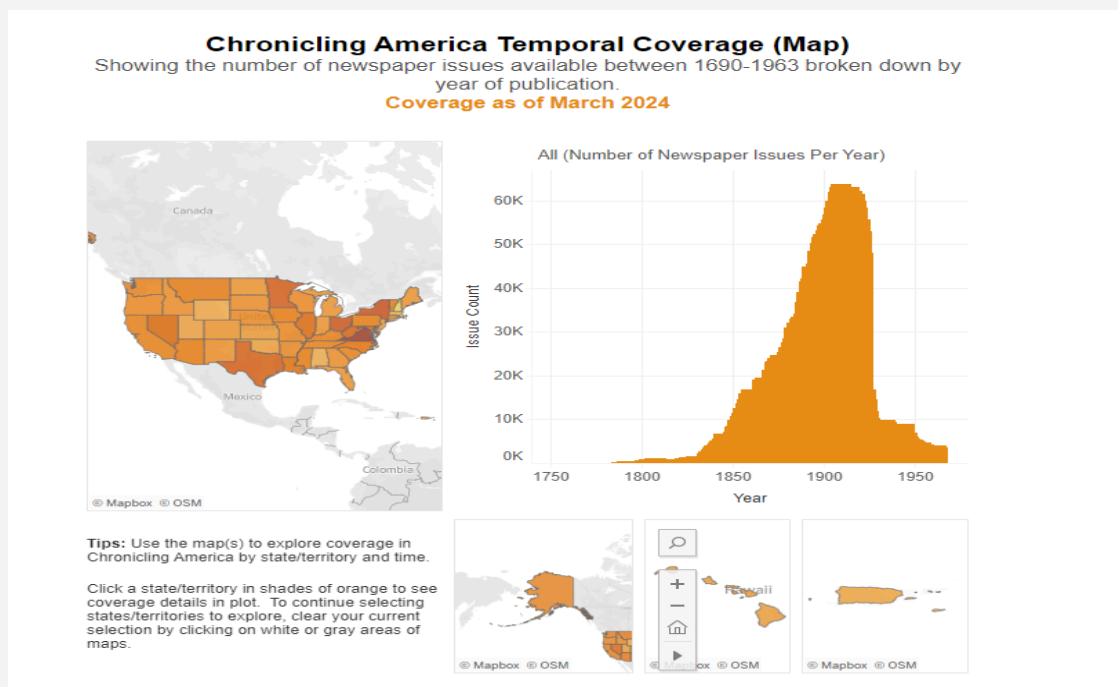 Chronicling America Temporal Coverage (Map)
Showing the number of newspaper issues available between 1690-1963 broken down by
year of publication.
Coverage as of March 2024
Canada
United
States
Mexico
Colombia
© Mapbox © OSM
All (Number of Newspaper Issues Per Year)
Issue Count
60K
50K
40K
30K
20K
10K
0K
1750
1800
1850
1900
1950
Year
Tips: Use the map(s) to explore coverage in
Chronicling America by state/territory and time.
Click a state/territory in shades of orange to see
coverage details in plot. To continue selecting
states/territories to explore, clear your current
selection by clicking on white or gray areas of
maps.
© Mapbox © OSM
Hawaii
© Mapbox © OSM
© Mapbox © OSM